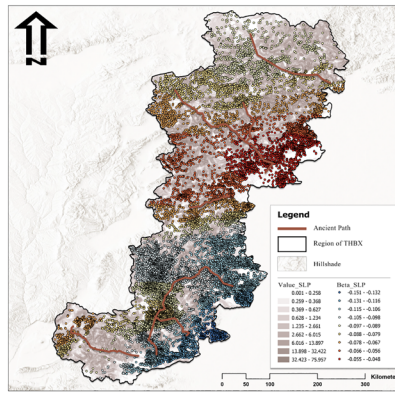 N
Legend
Ancient Path
Region of THBX
Hillshade
Value_SLP Beta_SLP
0.001 - 0.258 -0.151 - -0.132
0.259 - 0.368 -0.131 - -0.116
0.369 - 0.627 -0.115 - -0.106
0.628 - 1.234 -0.105 - -0.098
1.235 - 2.661 -0.097 - -0.089
2.662 - 6.015 -0.088 - -0.079
6.016 - 13.897 -0.078 - -0.067
13.898 - 32.422 -0.066 - -0.056
32.423 - 75.957 -0.055 - -0.048
Kilomete
0 50 100 200 300